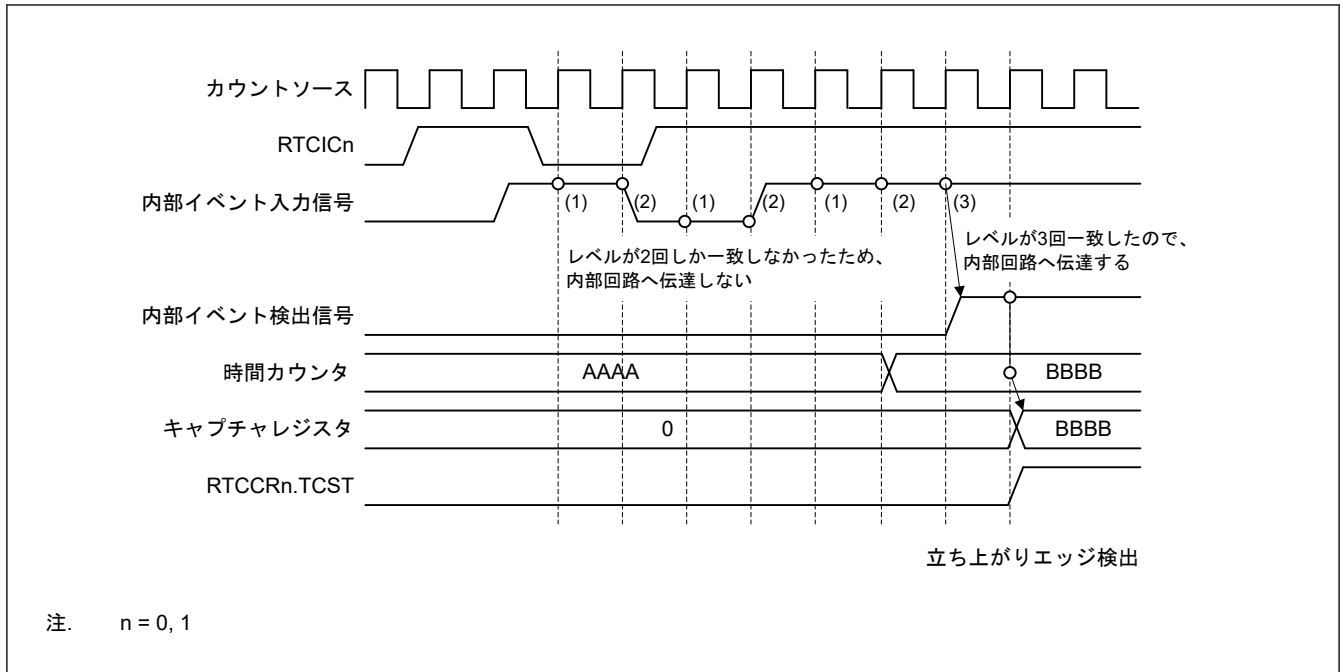 カウントソース
RTCICn
内部イベント入力信号
(1)
(2)
(1)
(2)
(1)
(2)
(3)
レベルが2回しか一致しなかったため、
内部回路へ伝達しない
レベルが3回一致したので、
内部回路へ伝達する
内部イベント検出信号
時間カウンタ
AAAA
BBBB
キャプチャレジスタ
0
BBBB
RTCCRn.TCST
立ち上がりエッジ検出
注. n = 0, 1